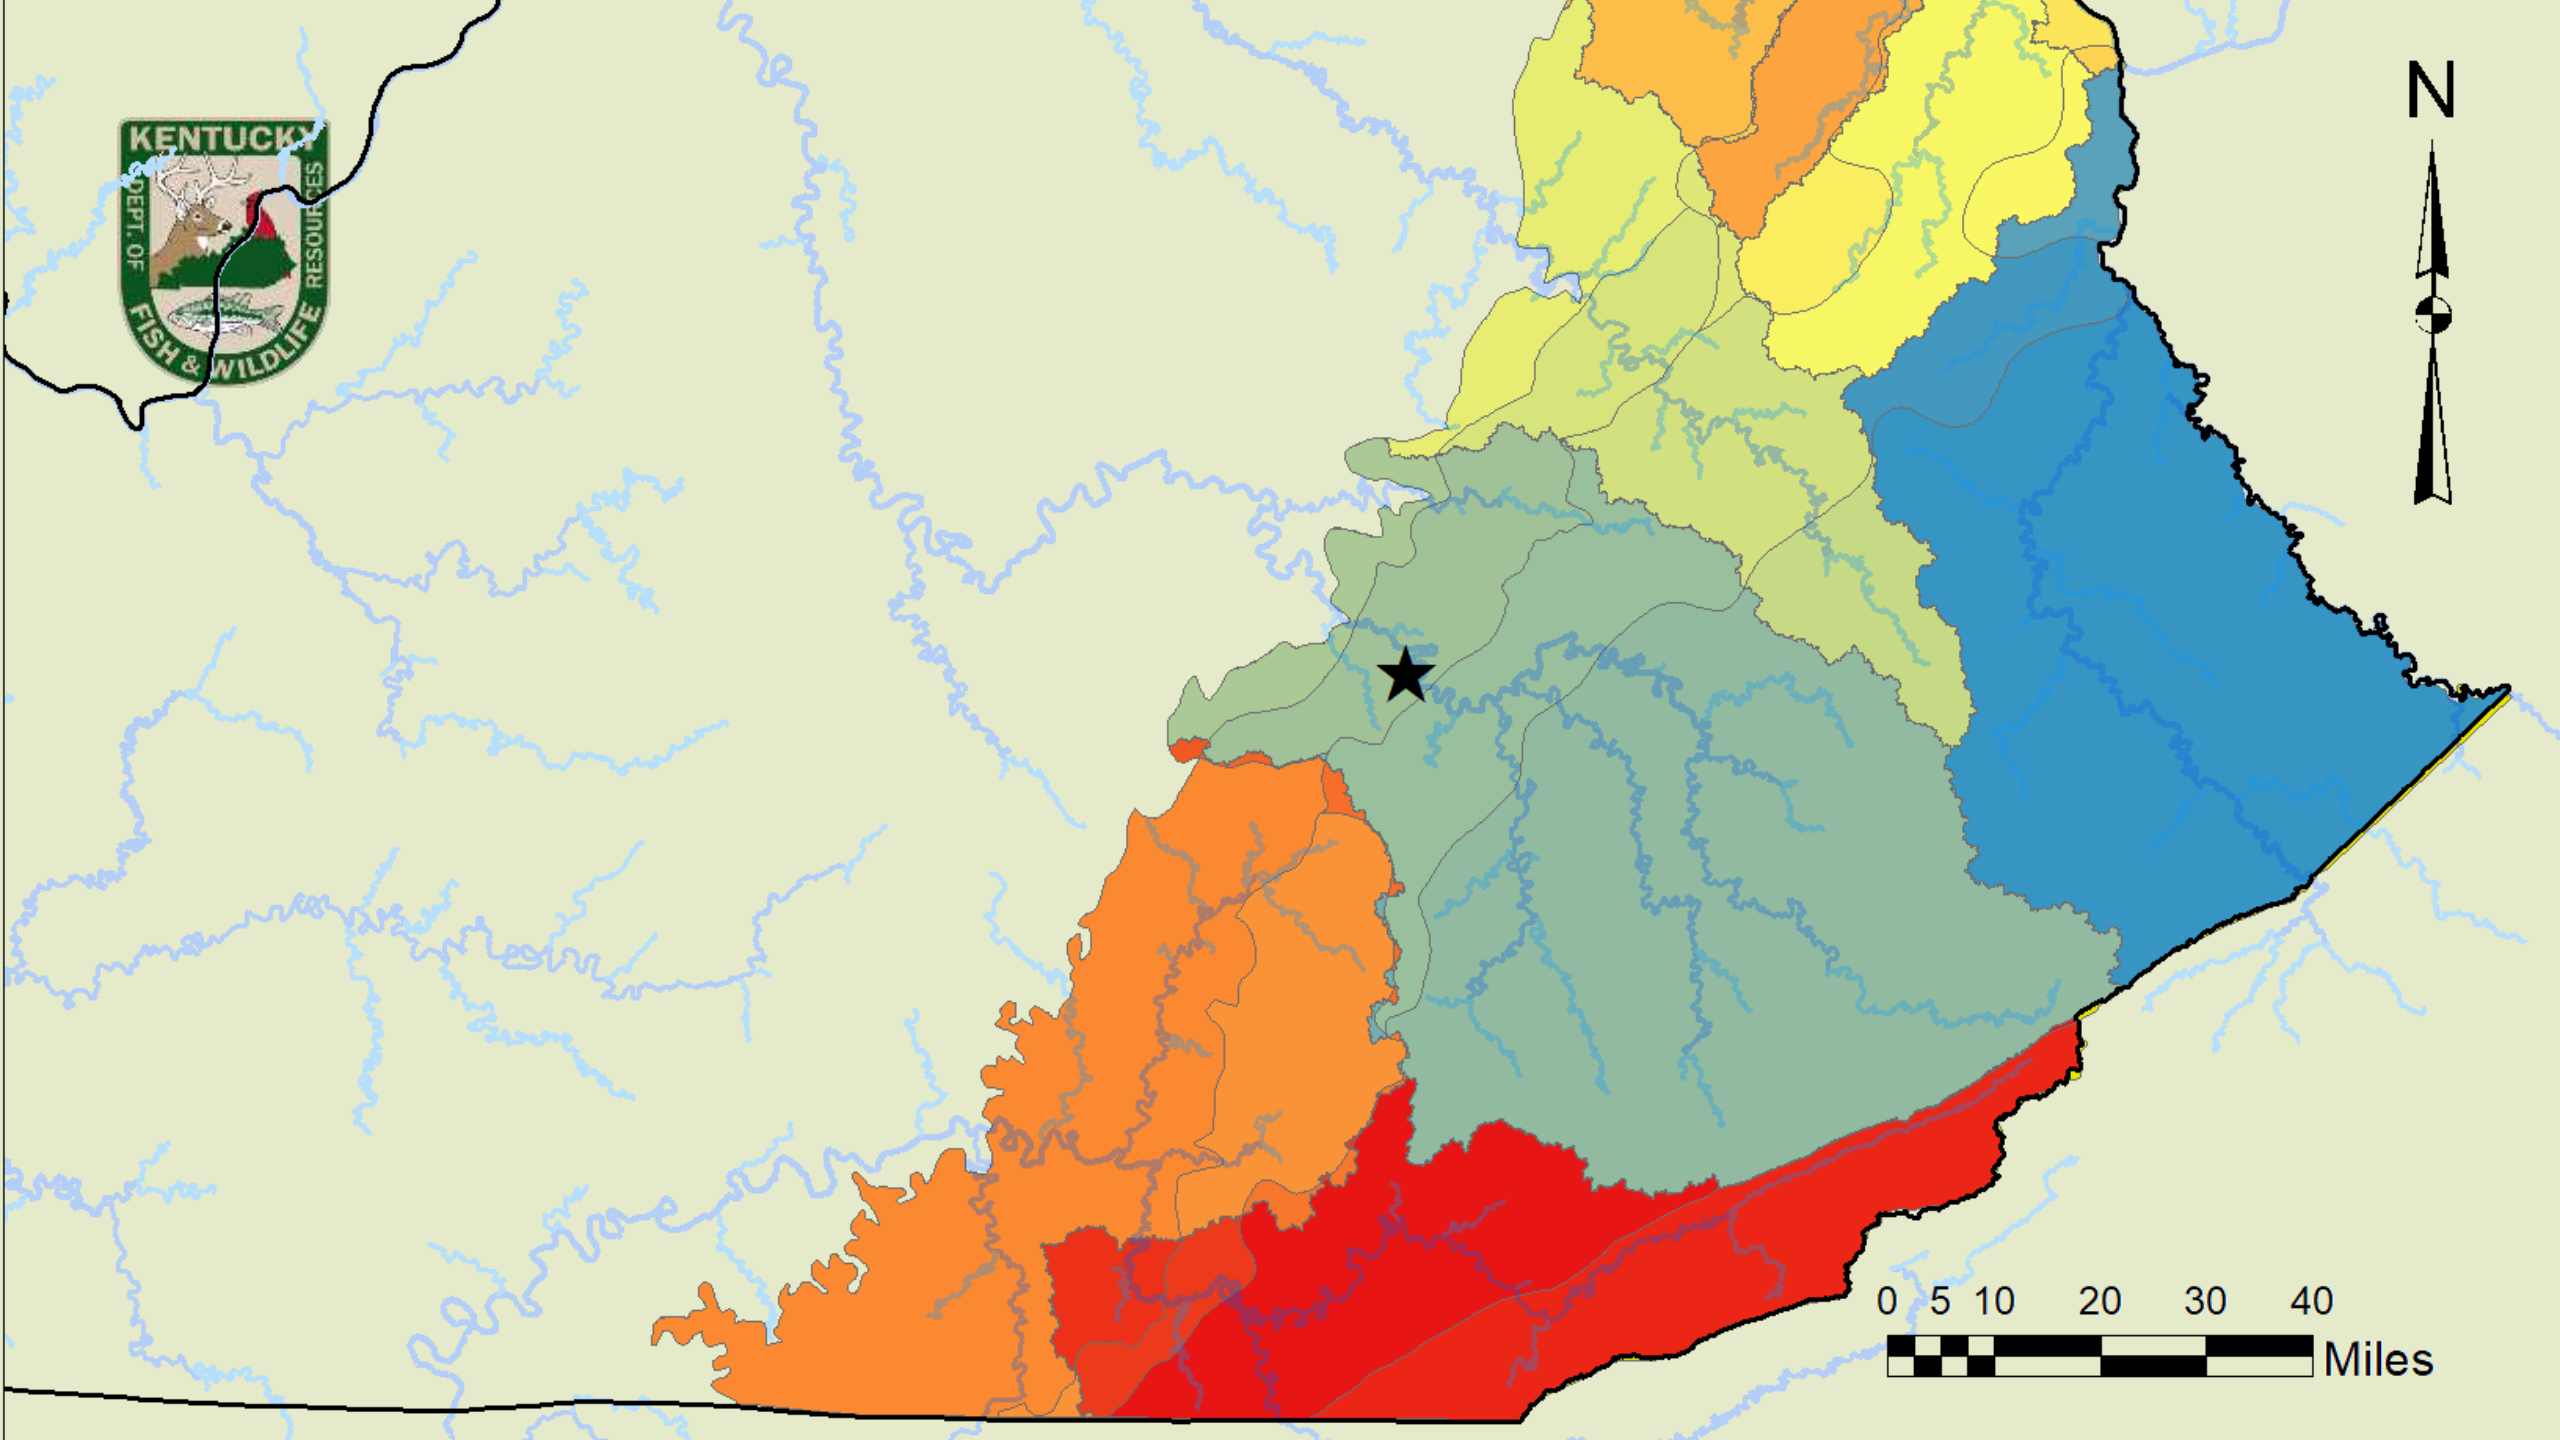 KENTUCKY
DEPT. OF
FISH & WILDLIFE
RESOURCES
N
0 5 10 20 30 40
Miles